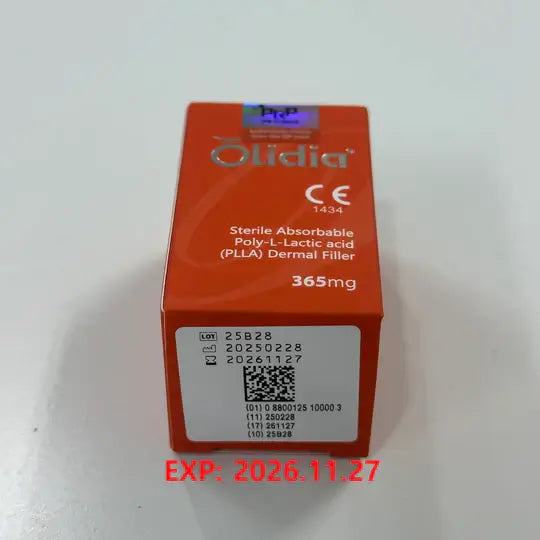 PRP
Olidia
CE
1434
Sterile Absorbable
Poly-L-Lactic acid
(PLLA) Dermal Filler
365mg
LOT 25B28
20250228
20261127
(01) 0 8800125 10000 3
(11) 250228
(17) 261127
(10) 25B28
EXP: 2026.11.27